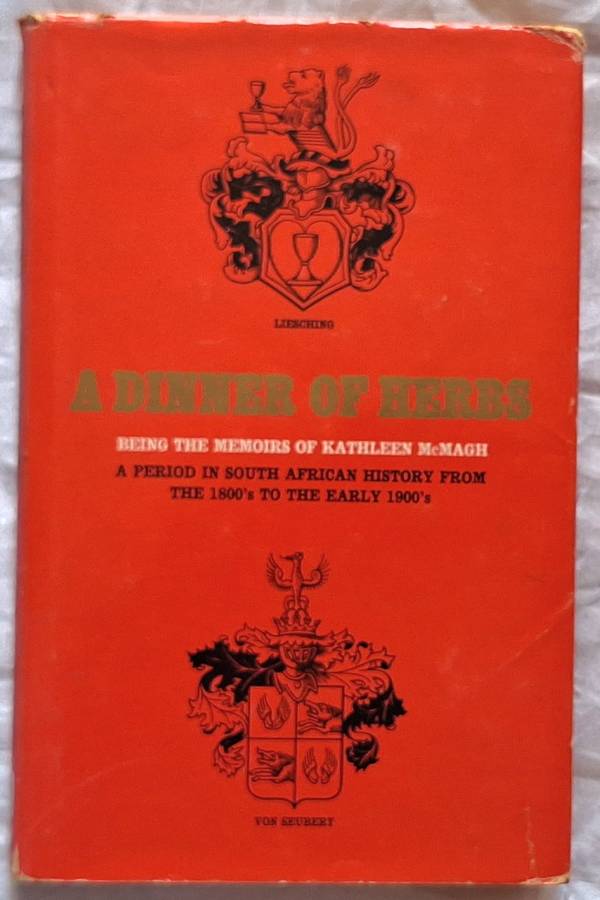 LIESCHING
A DINNER OF HERBS
BEING THE MEMOIRS OF KATHLEEN McMAGH
A PERIOD IN SOUTH AFRICAN HISTORY FROM
THE 1800's TO THE EARLY 1900's
VON SEUBERT